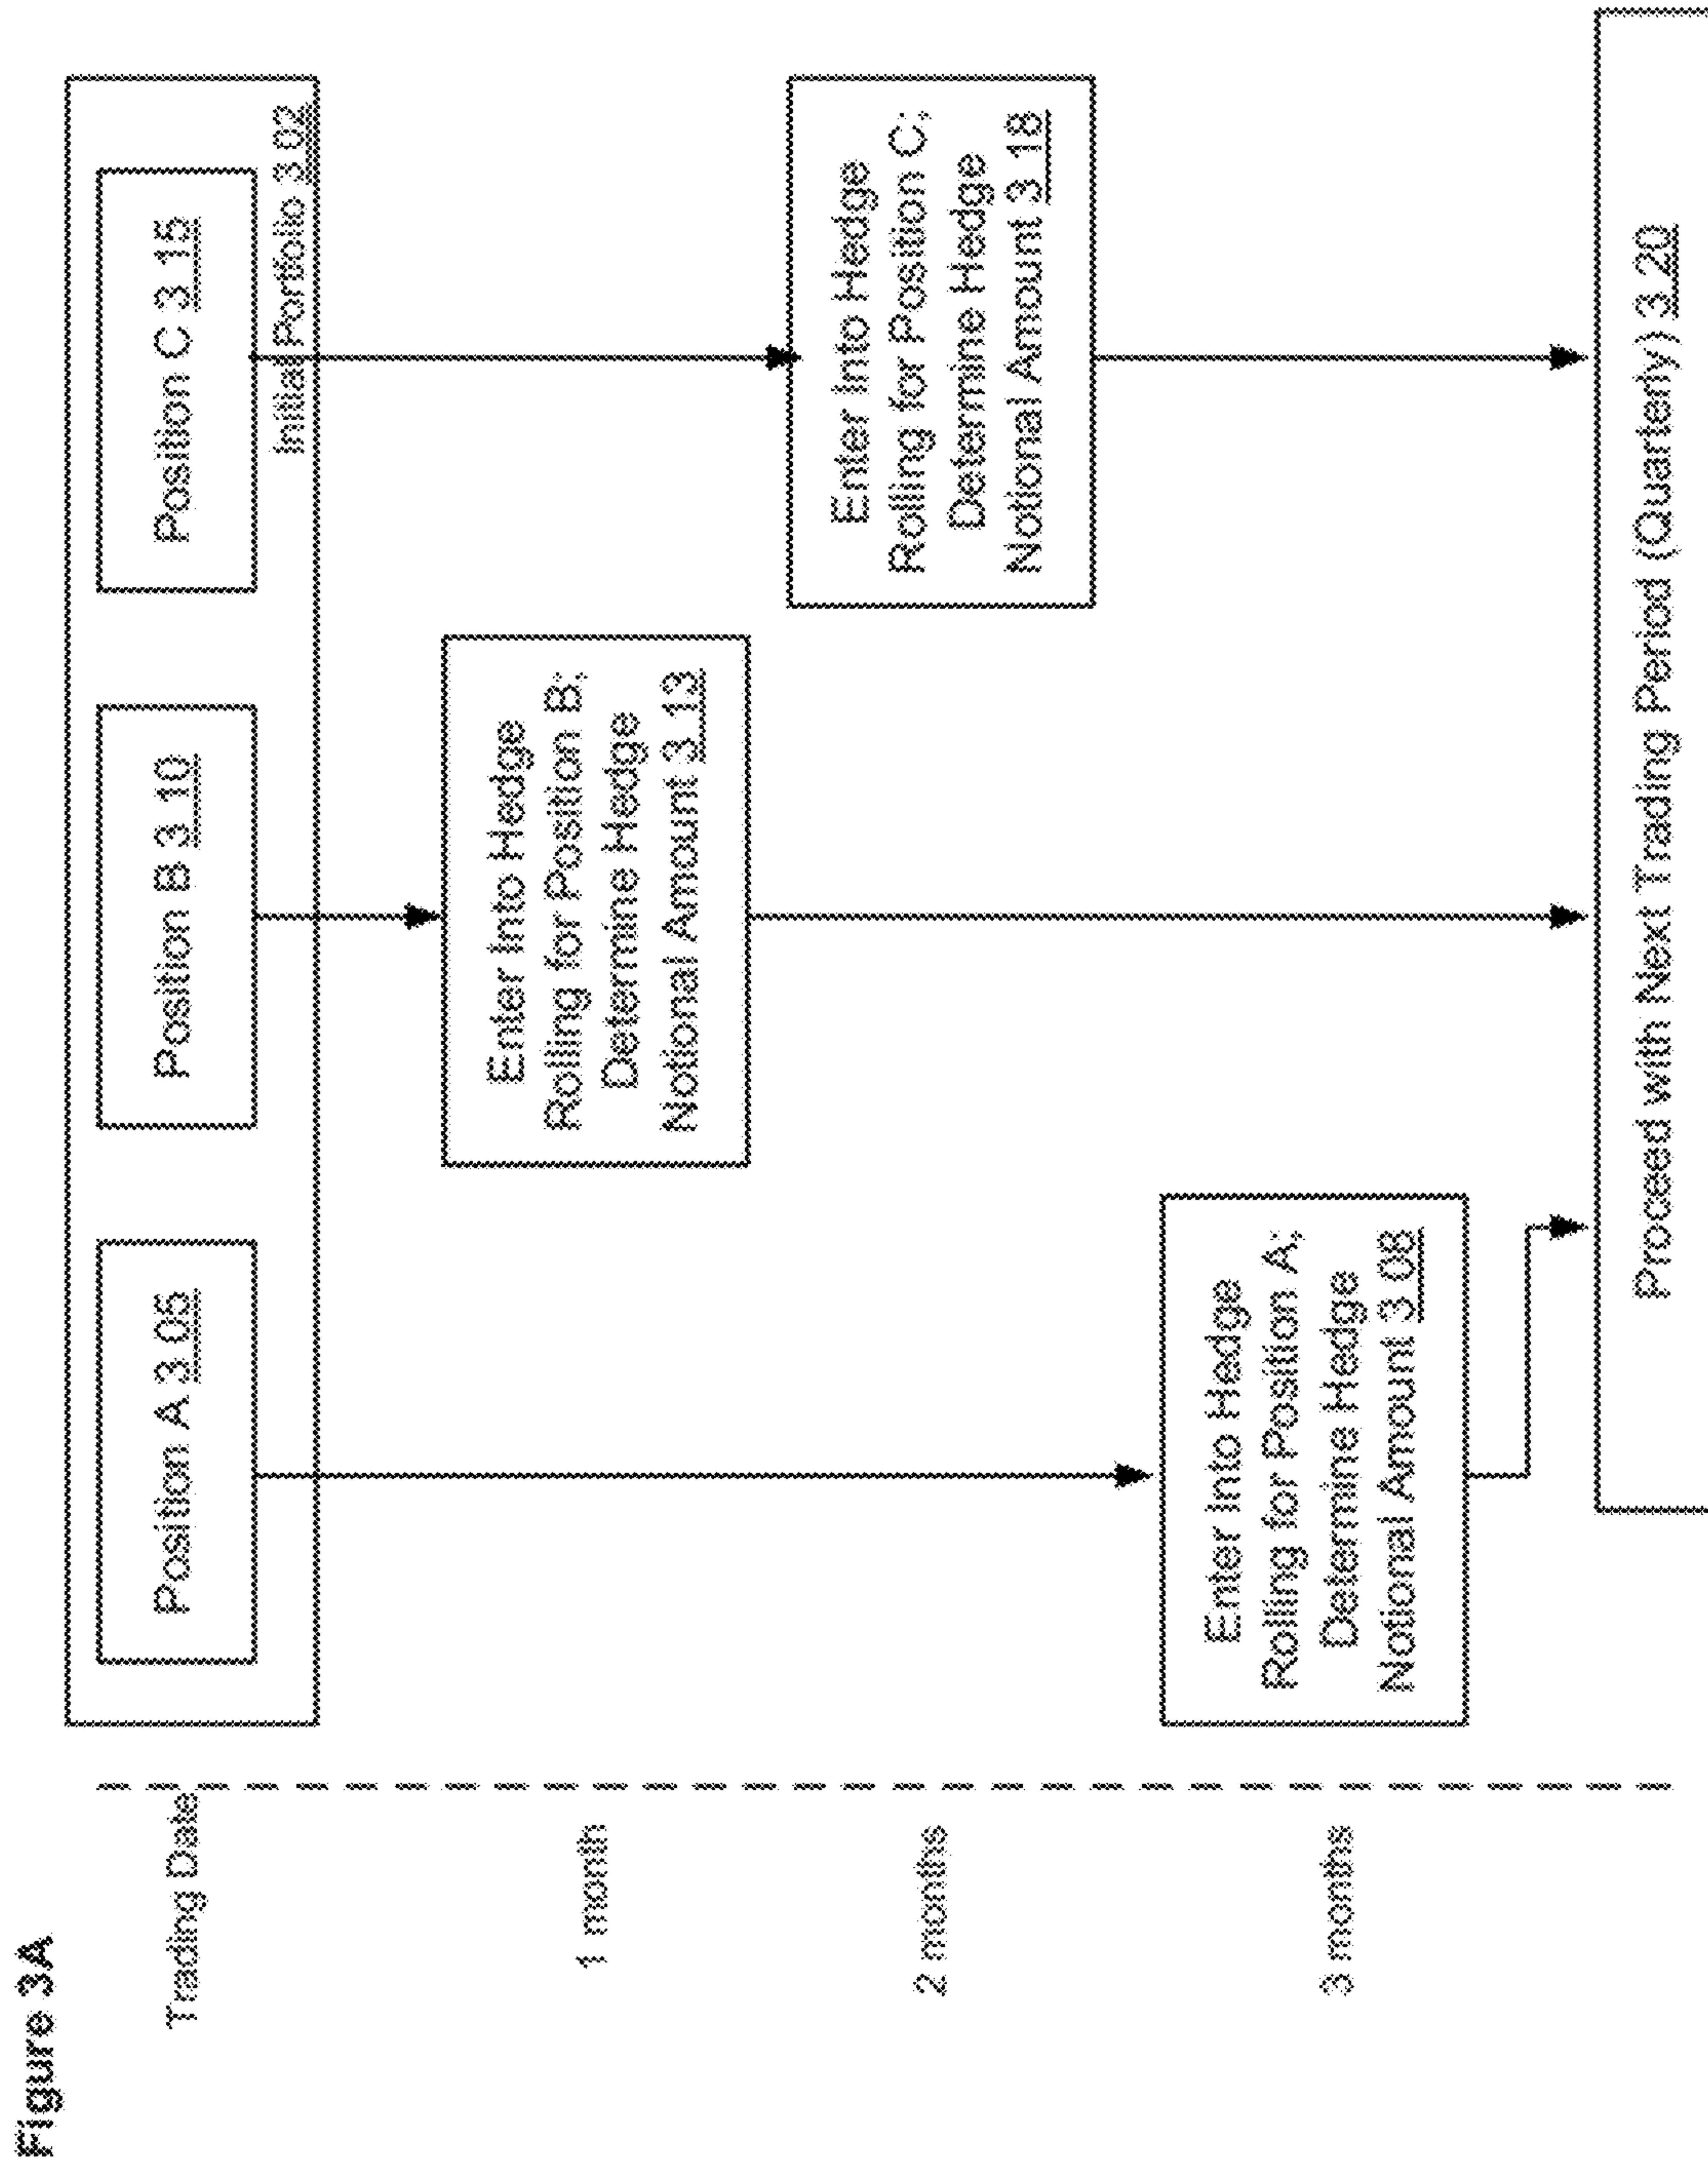 Figure 3A
Trading Date
Position A 3 05
Position B 3 10
Position C 3 15
Initial Portfolio 3 02
1 month
Enter Into Hedge
Rolling for Position B;
Determine Hedge
Notional Amount 3 13
2 months
Enter Into Hedge
Rolling for Position C;
Determine Hedge
Notional Amount 3 18
3 months
Enter Into Hedge
Rolling for Position A;
Determine Hedge
Notional Amount 3 08
Proceed with Next Trading Period (Quarterly) 3 20